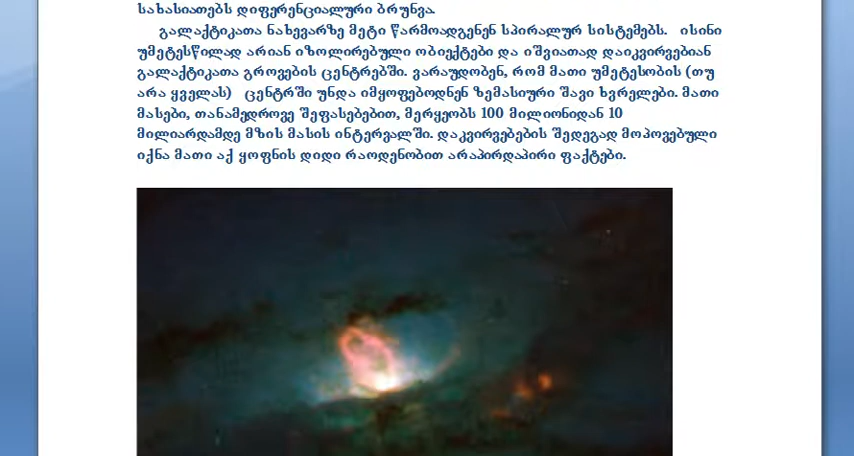 სახასიათებს დიფერენციალური ბრუნვა.
გალაქტიკათა ნახევარზე მეტი წარმოადგენენ სპირალურ სისტემებს. ისინი
უმეტესწილად არიან იზოლირებული ობიექტები და იშვიათად დაიკვირვებიან
გალაქტიკათა გროვების ცენტრებში. ვარაუდობენ, რომ მათი უმეტესობის (თუ
არა ყველას) ცენტრში უნდა იმყოფებოდნენ ზემასიური შავი ხვრელები. მათი
მასები, თანამედროვე შეფასებებით, მერყეობს 100 მილიონიდან 10
მილიარდამდე მზის მასის ინტერვალში. დაკვირვებების შედეგად მოპოვებული
იქნა მათი აქ ყოფნის დიდი რაოდენობით არაპირდაპირი ფაქტები.